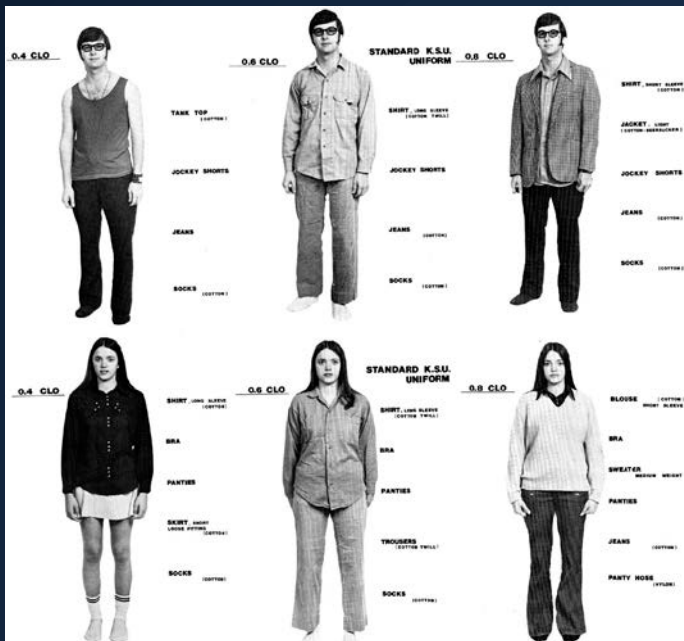 0.4 CLO
TANK TOP
(COTTON)
JOCKEY SHORTS
JEANS
SOCKS
(COTTON)
0.6 CLO
STANDARD K.S.U.
UNIFORM
SHIRT, LONG SLEEVE
(COTTON TWILL)
JOCKEY SHORTS
JEANS
(COTTON)
SOCKS
(COTTON)
0.8 CLO
SHIRT, SHORT SLEEVE
(COTTON)
JACKET, LIGHT
(COTTON-SEERSUCKER)
JOCKEY SHORTS
JEANS
(COTTON)
SOCKS
(COTTON)
0.4 CLO
SHIRT, LONG SLEEVE
(COTTON)
BRA
PANTIES
SKIRT, SHORT
LOOSE FITTING
(COTTON)
SOCKS
(COTTON)
0.6 CLO
STANDARD K.S.U.
UNIFORM
SHIRT, LONG SLEEVE
(COTTON TWILL)
BRA
PANTIES
TROUSERS
(COTTON TWILL)
SOCKS
(COTTON)
0.8 CLO
BLOUSE (COTTON)
SHORT SLEEVE
BRA
SWEATER
MEDIUM WEIGHT
PANTIES
JEANS
(COTTON)
PANTY HOSE
(NYLON)